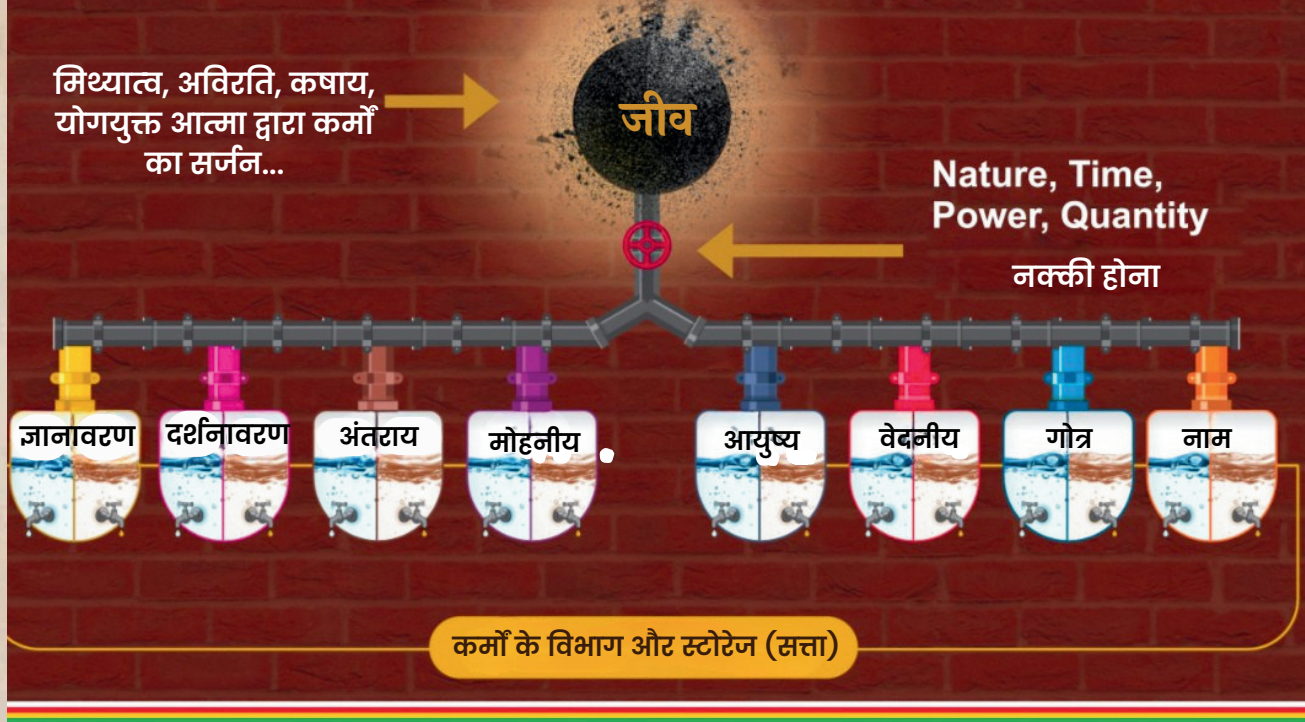 मिथ्यात्व, अविरति, कषाय,
योगयुक्त आत्मा द्वारा कर्मों
का सर्जन...
जीव
Nature, Time,
Power, Quantity
नक्की होना
ज्ञानावरण दर्शनावरण अंतराय मोहनीय आयुष्य वेदनीय गोत्र नाम
कर्मों के विभाग और स्टोरेज (सत्ता)